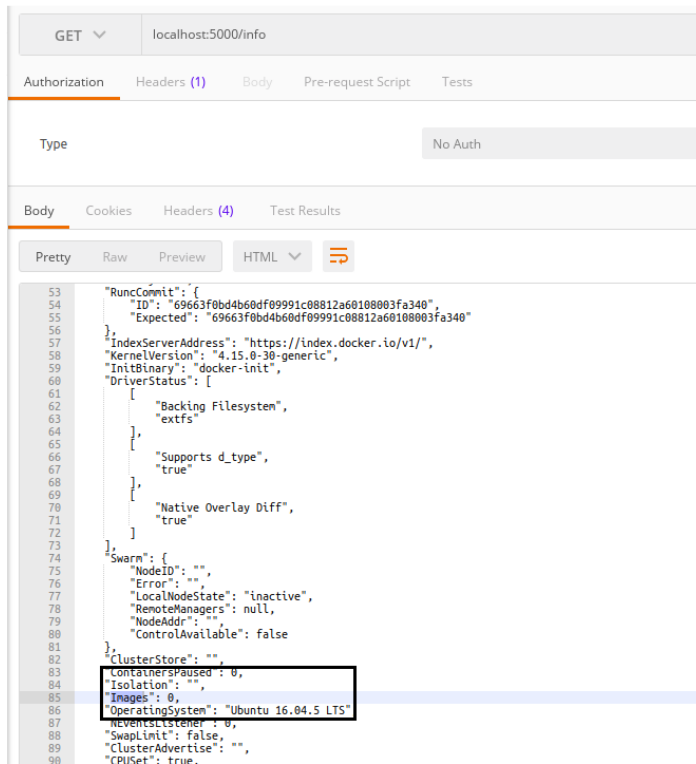 GET localhost:5000/info
Authorization Headers (1) Body Pre-request Script Tests
Type No Auth
Body Cookies Headers (4) Test Results
Pretty Raw Preview HTML
53 "RuncCommit": {
54 "ID": "69663f0bd4b60df09991c08812a60108003fa340",
55 "Expected": "69663f0bd4b60df09991c08812a60108003fa340"
56 },
57 "IndexServerAddress": "https://index.docker.io/v1/",
58 "KernelVersion": "4.15.0-30-generic",
59 "InitBinary": "docker-init",
60 "DriverStatus": [
61 [
62 "Backing Filesystem",
63 "extfs"
64 ],
65 [
66 "Supports d_type",
67 "true"
68 ],
69 [
70 "Native Overlay Diff",
71 "true"
72 ]
73 ],
74 "Swarm": {
75 "NodeID": "",
76 "Error": "",
77 "LocalNodeState": "inactive",
78 "RemoteManagers": null,
79 "NodeAddr": "",
80 "ControlAvailable": false
81 },
82 "ClusterStore": "",
83 "ContainersPaused": 0,
84 "Isolation": "",
85 "Images": 0,
86 "OperatingSystem": "Ubuntu 16.04.5 LTS"
87 "NEventsListener": 0,
88 "SwapLimit": false,
89 "ClusterAdvertise": "",
90 "CPUSet": true,